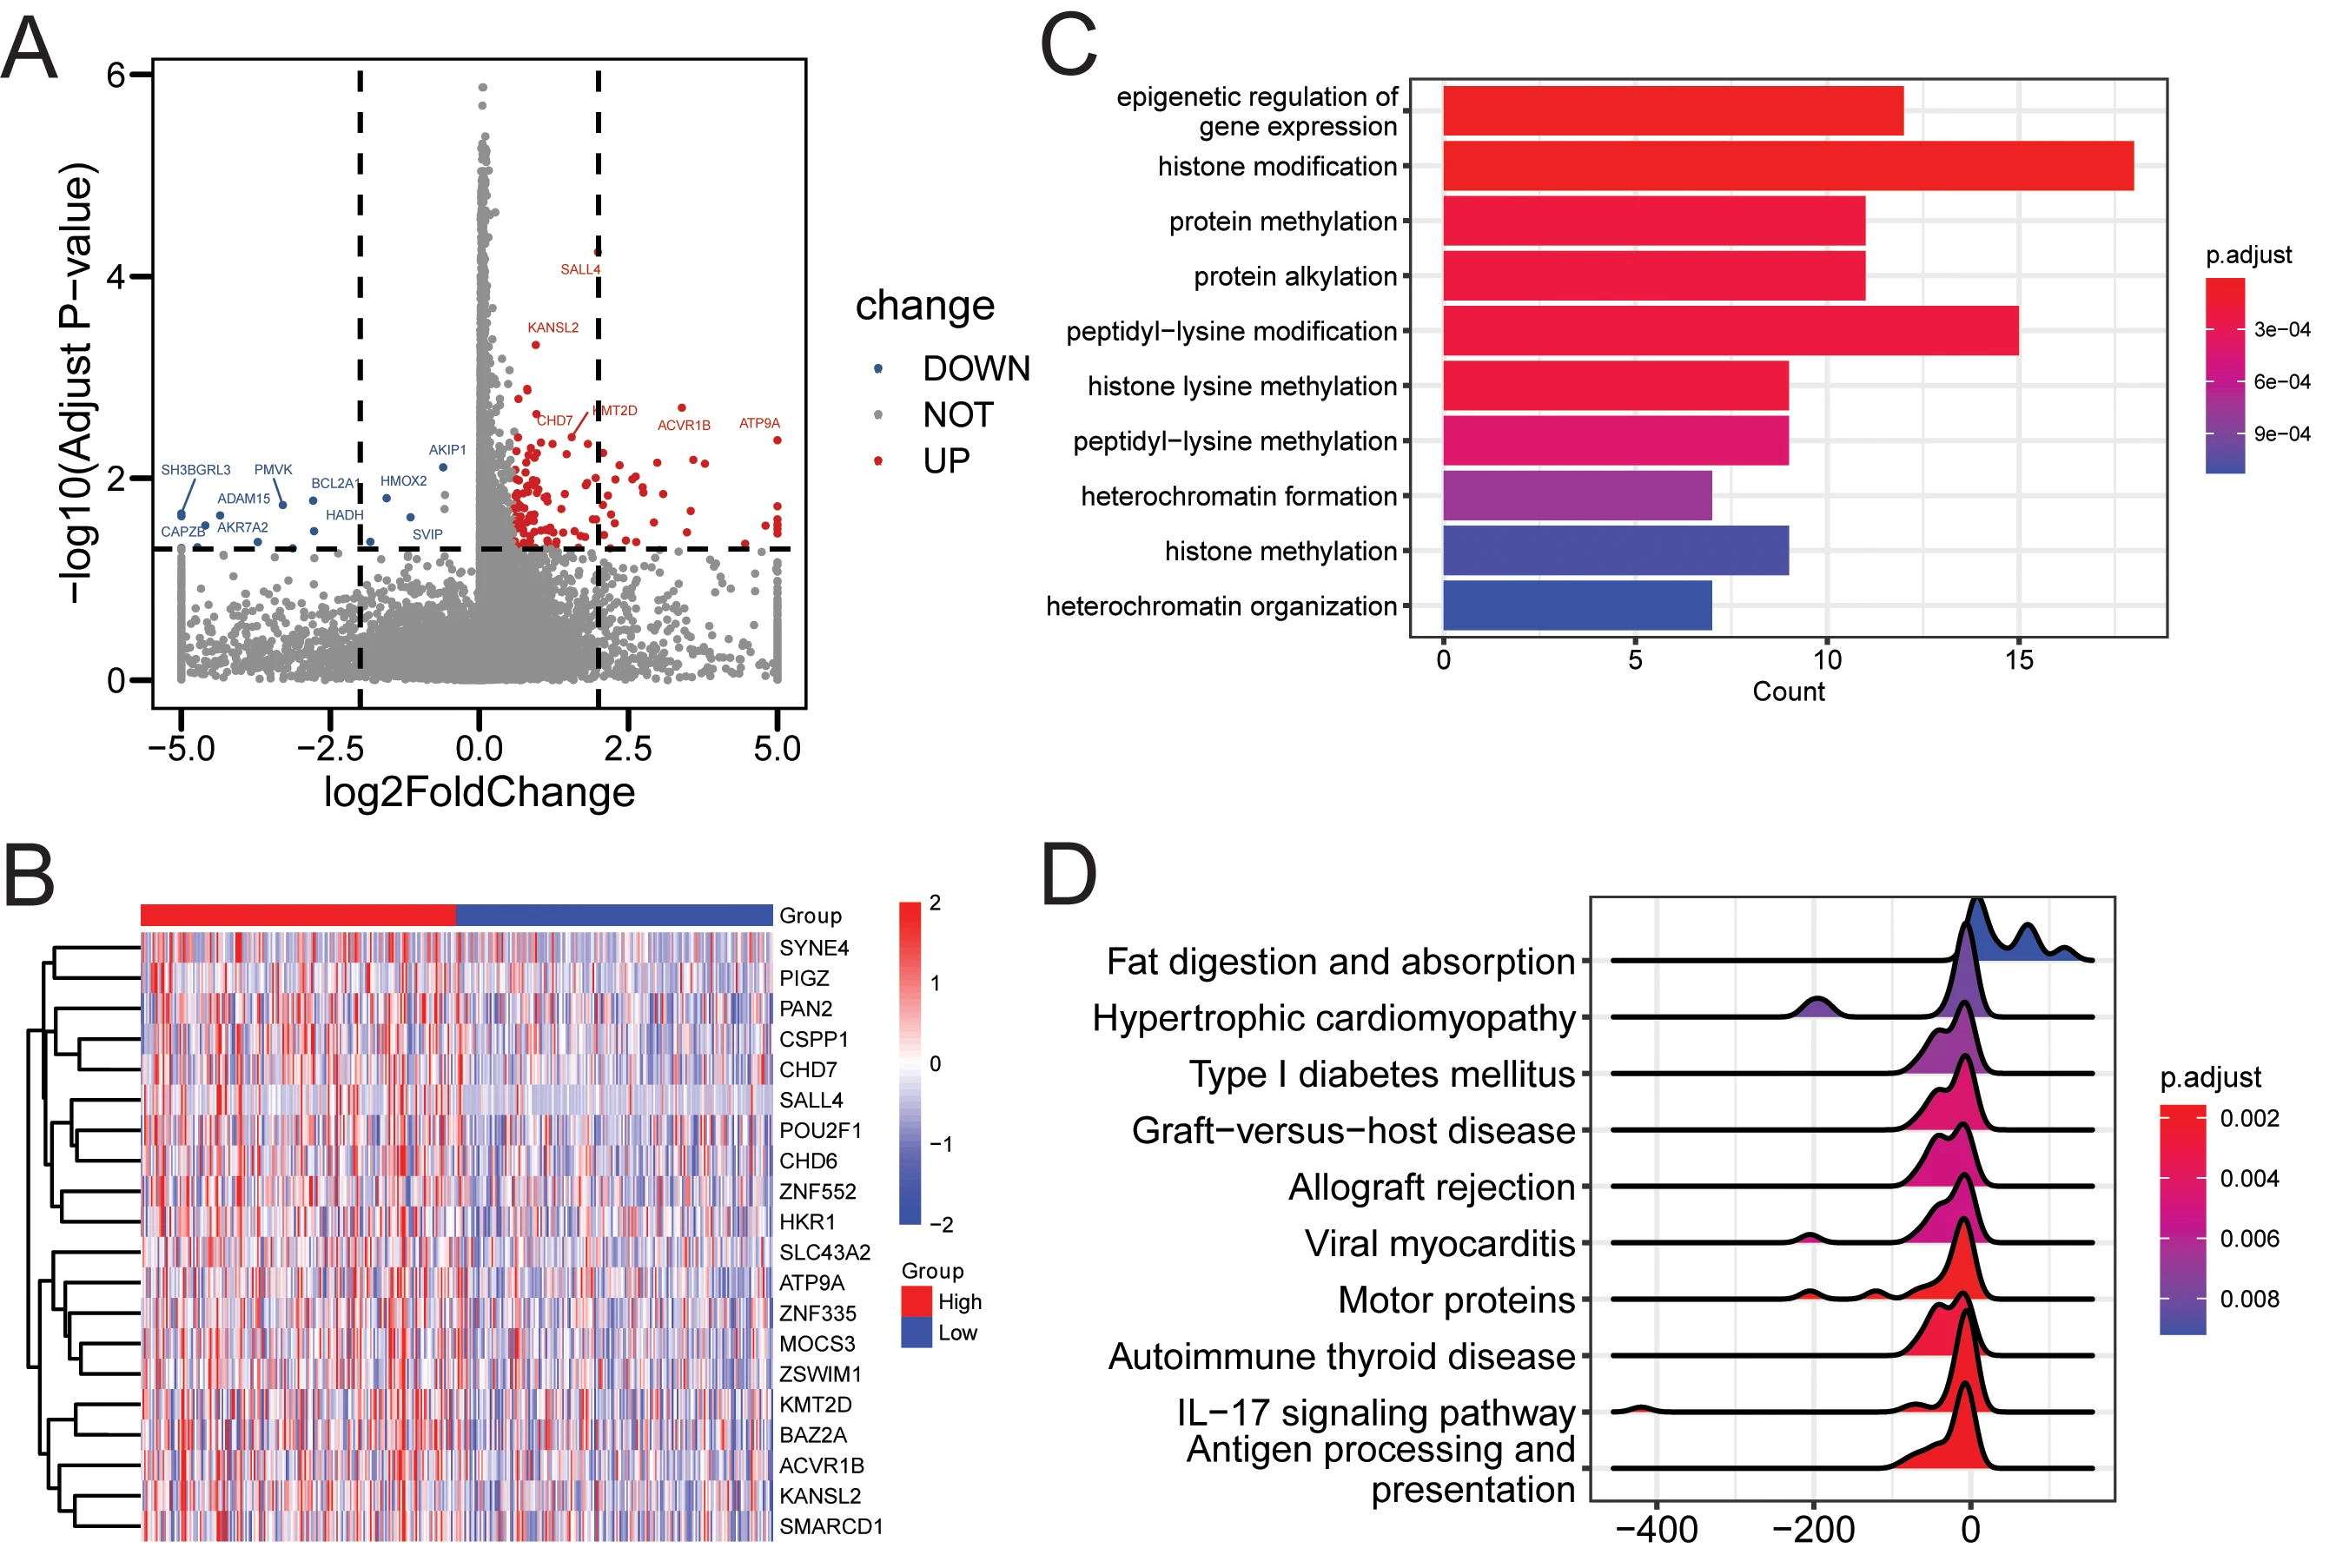 A
6
4
2
0
−log10(Adjust P−value)
SALL4
KANSL2
CHD7
KMT2D
ACVR1B
ATP9A
AKIP1
SH3BGRL3
PMVK
BCL2A1
HMOX2
ADAM15
HADH
CAPZB
AKR7A2
SVIP
−5.0
−2.5
0.0
2.5
5.0
log2FoldChange
change
DOWN
NOT
UP
C
epigenetic regulation of
gene expression
histone modification
protein methylation
protein alkylation
peptidyl−lysine modification
histone lysine methylation
peptidyl−lysine methylation
heterochromatin formation
histone methylation
heterochromatin organization
0
5
10
15
Count
p.adjust
3e−04
6e−04
9e−04
B
Group
SYNE4
PIGZ
PAN2
CSPP1
CHD7
SALL4
POU2F1
CHD6
ZNF552
HKR1
SLC43A2
ATP9A
ZNF335
MOCS3
ZSWIM1
KMT2D
BAZ2A
ACVR1B
KANSL2
SMARCD1
2
1
0
−1
−2
Group
High
Low
D
Fat digestion and absorption
Hypertrophic cardiomyopathy
Type I diabetes mellitus
Graft−versus−host disease
Allograft rejection
Viral myocarditis
Motor proteins
Autoimmune thyroid disease
IL−17 signaling pathway
Antigen processing and
presentation
−400
−200
0
p.adjust
0.002
0.004
0.006
0.008